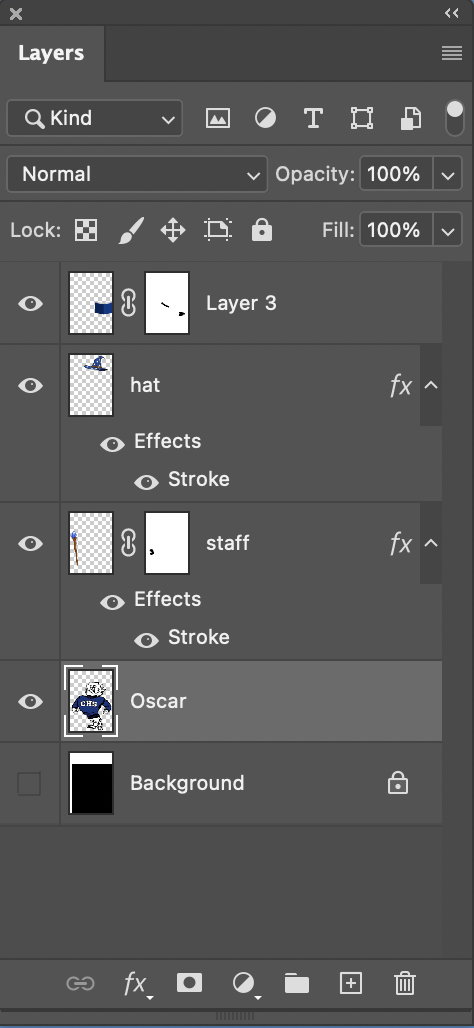 Layers
Kind
T
Normal Opacity: 100%
Lock: Fill: 100%
Layer 3
hat fx
Effects
Stroke
staff fx
Effects
Stroke
CHS
Oscar
Background
fx